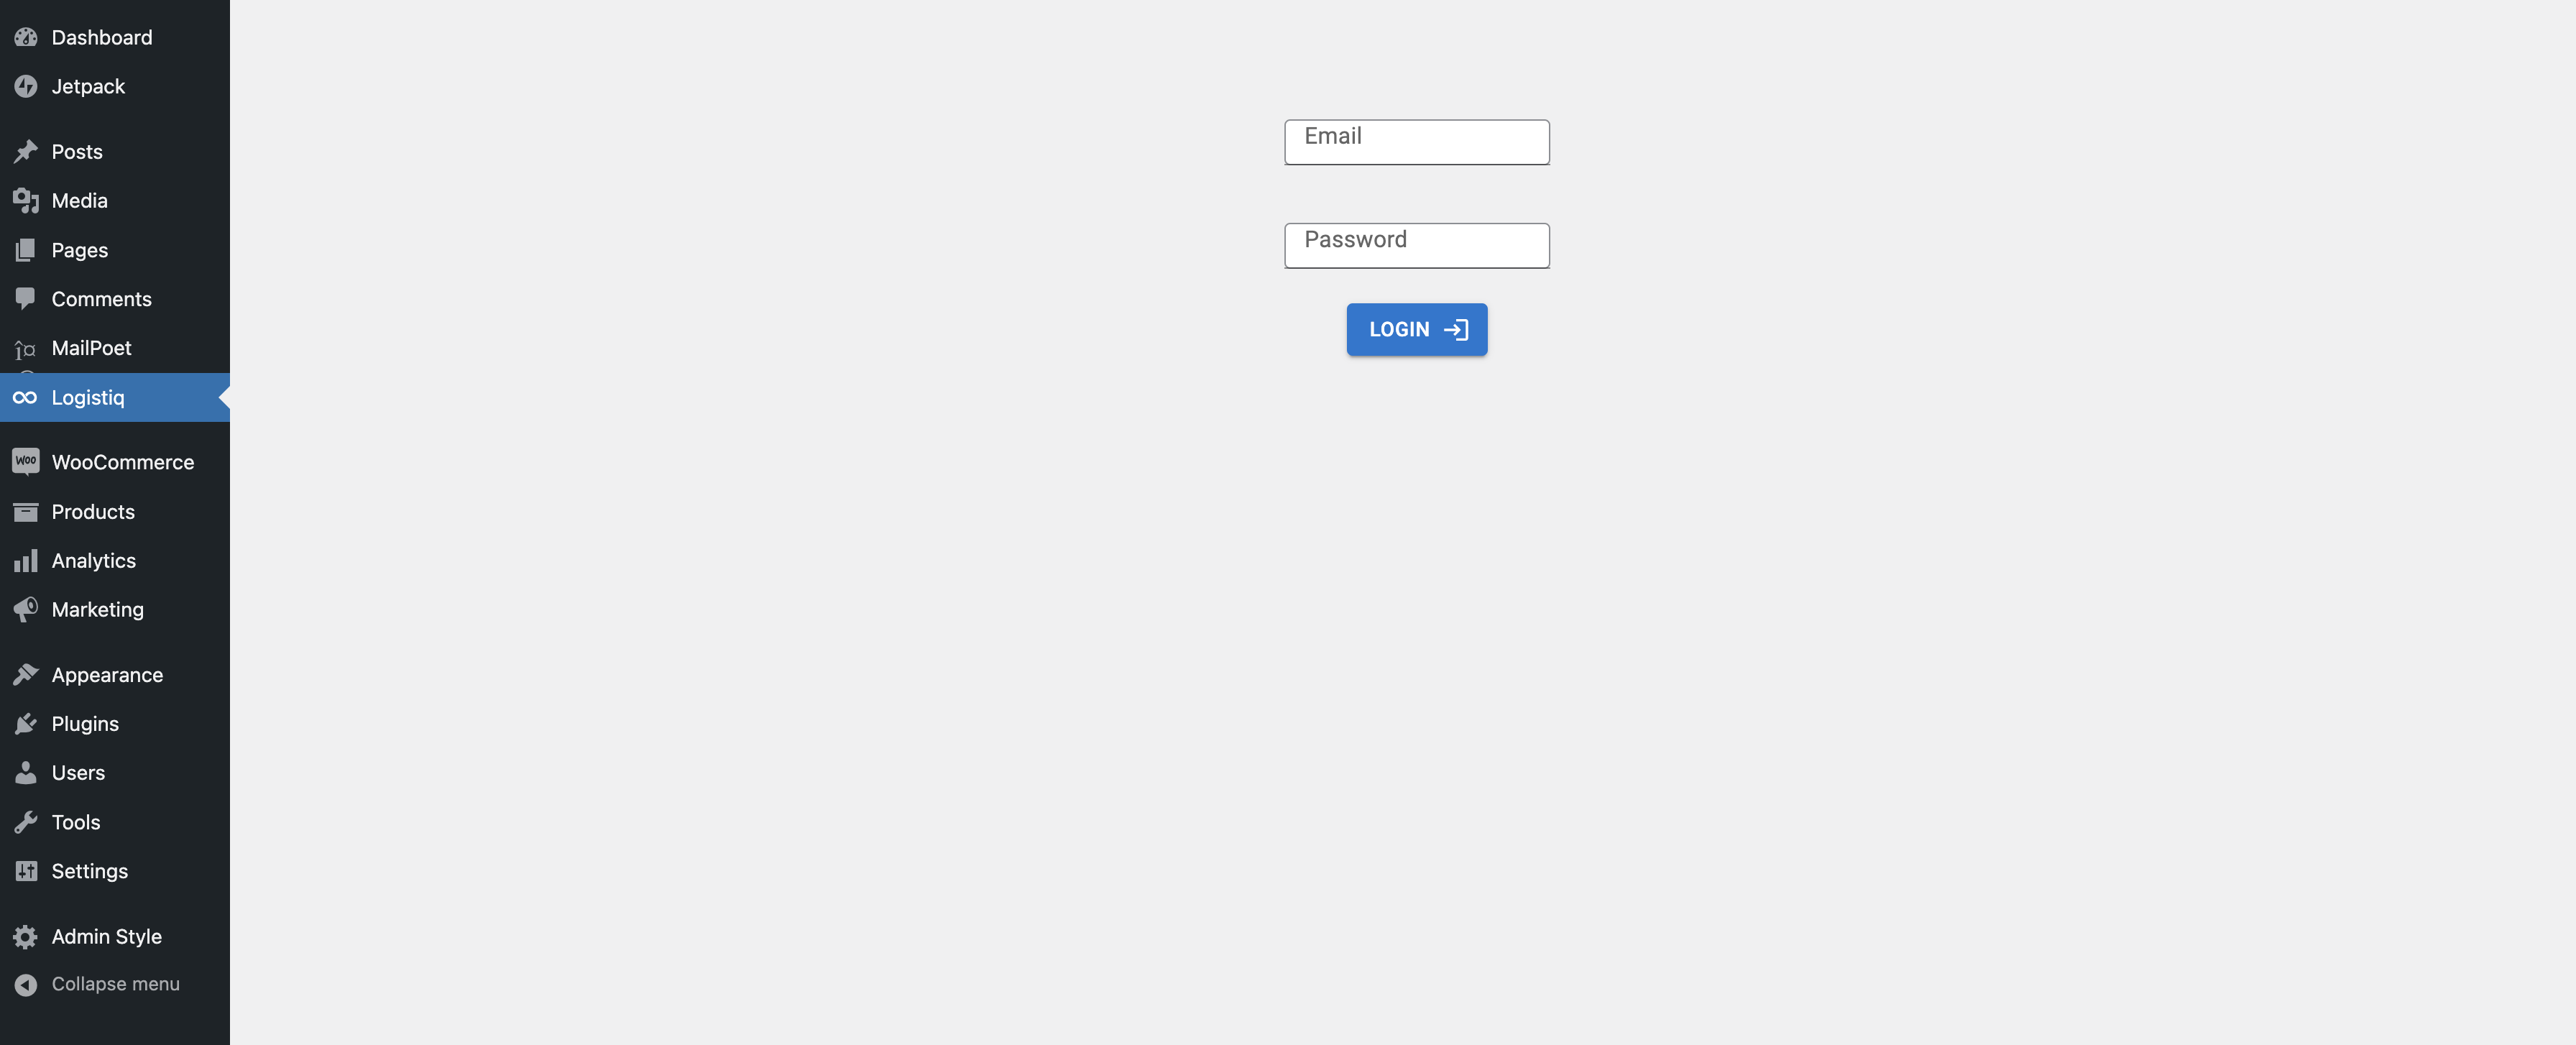 Dashboard
Jetpack
Posts
Media
Pages
Comments
MailPoet
Logistiq
WooCommerce
Products
Analytics
Marketing
Appearance
Plugins
Users
Tools
Settings
Admin Style
Collapse menu
Email
Password
LOGIN